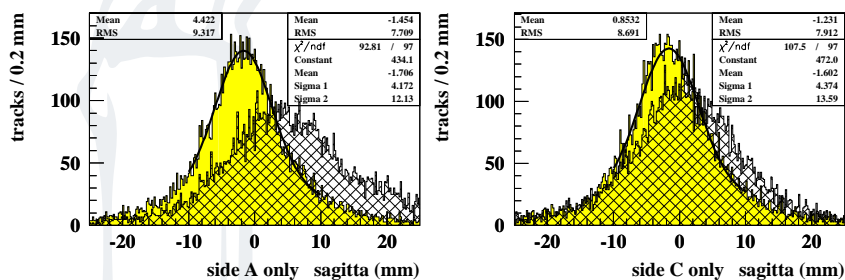 tracks / 0.2 mm
Mean 4.422
RMS 9.317
Mean -1.454
RMS 7.709
χ²/ndf 92.81 / 97
Constant 434.1
Mean -1.706
Sigma 1 4.172
Sigma 2 12.13
150
100
50
0
-20 -10 0 10 20
side A only sagitta (mm)
tracks / 0.2 mm
Mean 0.8532
RMS 8.691
Mean -1.231
RMS 7.912
χ²/ndf 107.5 / 97
Constant 472.0
Mean -1.602
Sigma 1 4.374
Sigma 2 13.59
150
100
50
0
-20 -10 0 10 20
side C only sagitta (mm)